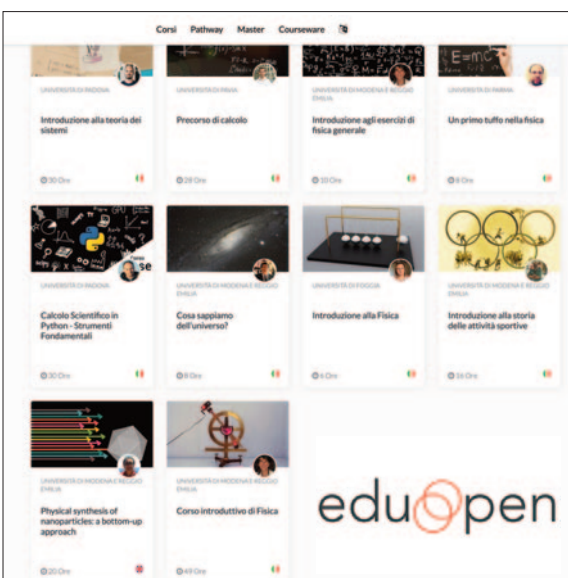 Corsi Pathway Master Courseware
E=mc
UNIVERSITÀ DI PADOVA
Introduzione alla teoria dei
sistemi
30 Ore
UNIVERSITÀ DI PAVIA
Precorso di calcolo
28 Ore
UNIVERSITÀ DI MODENA E REGGIO
EMILIA
Introduzione agli esercizi di
fisica generale
10 Ore
UNIVERSITÀ DI PARMA
Un primo tuffo nella fisica
8 Ore
UNIVERSITÀ DI PADOVA
Calcolo Scientifico in
Python - Strumenti
Fondamentali
30 Ore
UNIVERSITÀ DI MODENA E REGGIO
EMILIA
Cosa sappiamo
dell'universo?
8 Ore
UNIVERSITÀ DI FOGGIA
Introduzione alla Fisica
6 Ore
UNIVERSITÀ DI MODENA E REGGIO
EMILIA
Introduzione alla storia
delle attività sportive
16 Ore
UNIVERSITÀ DI MODENA E REGGIO
EMILIA
Physical synthesis of
nanoparticles: a bottom-up
approach
20 Ore
UNIVERSITÀ DI MODENA E REGGIO
EMILIA
Corso introduttivo di Fisica
48 Ore
eduopen